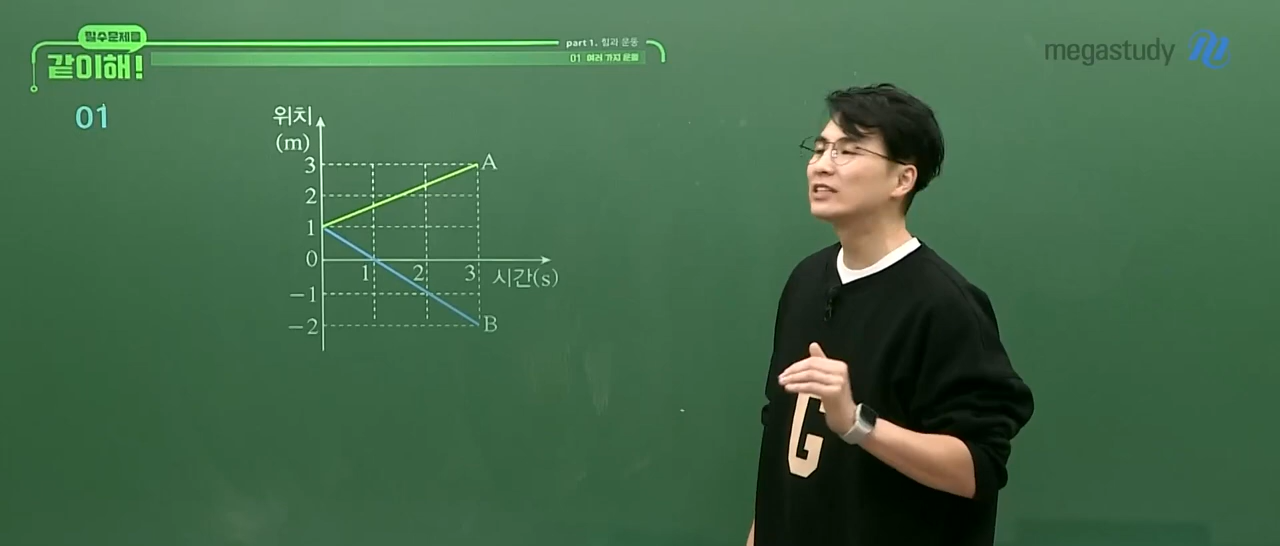 필수문제를
같이해!
part 1. 힘과 운동
01 여러 가지 운동
megastudy
01
위치
(m)
3
A
2
1
0
1
2
3
시간(s)
-1
-2
B
G